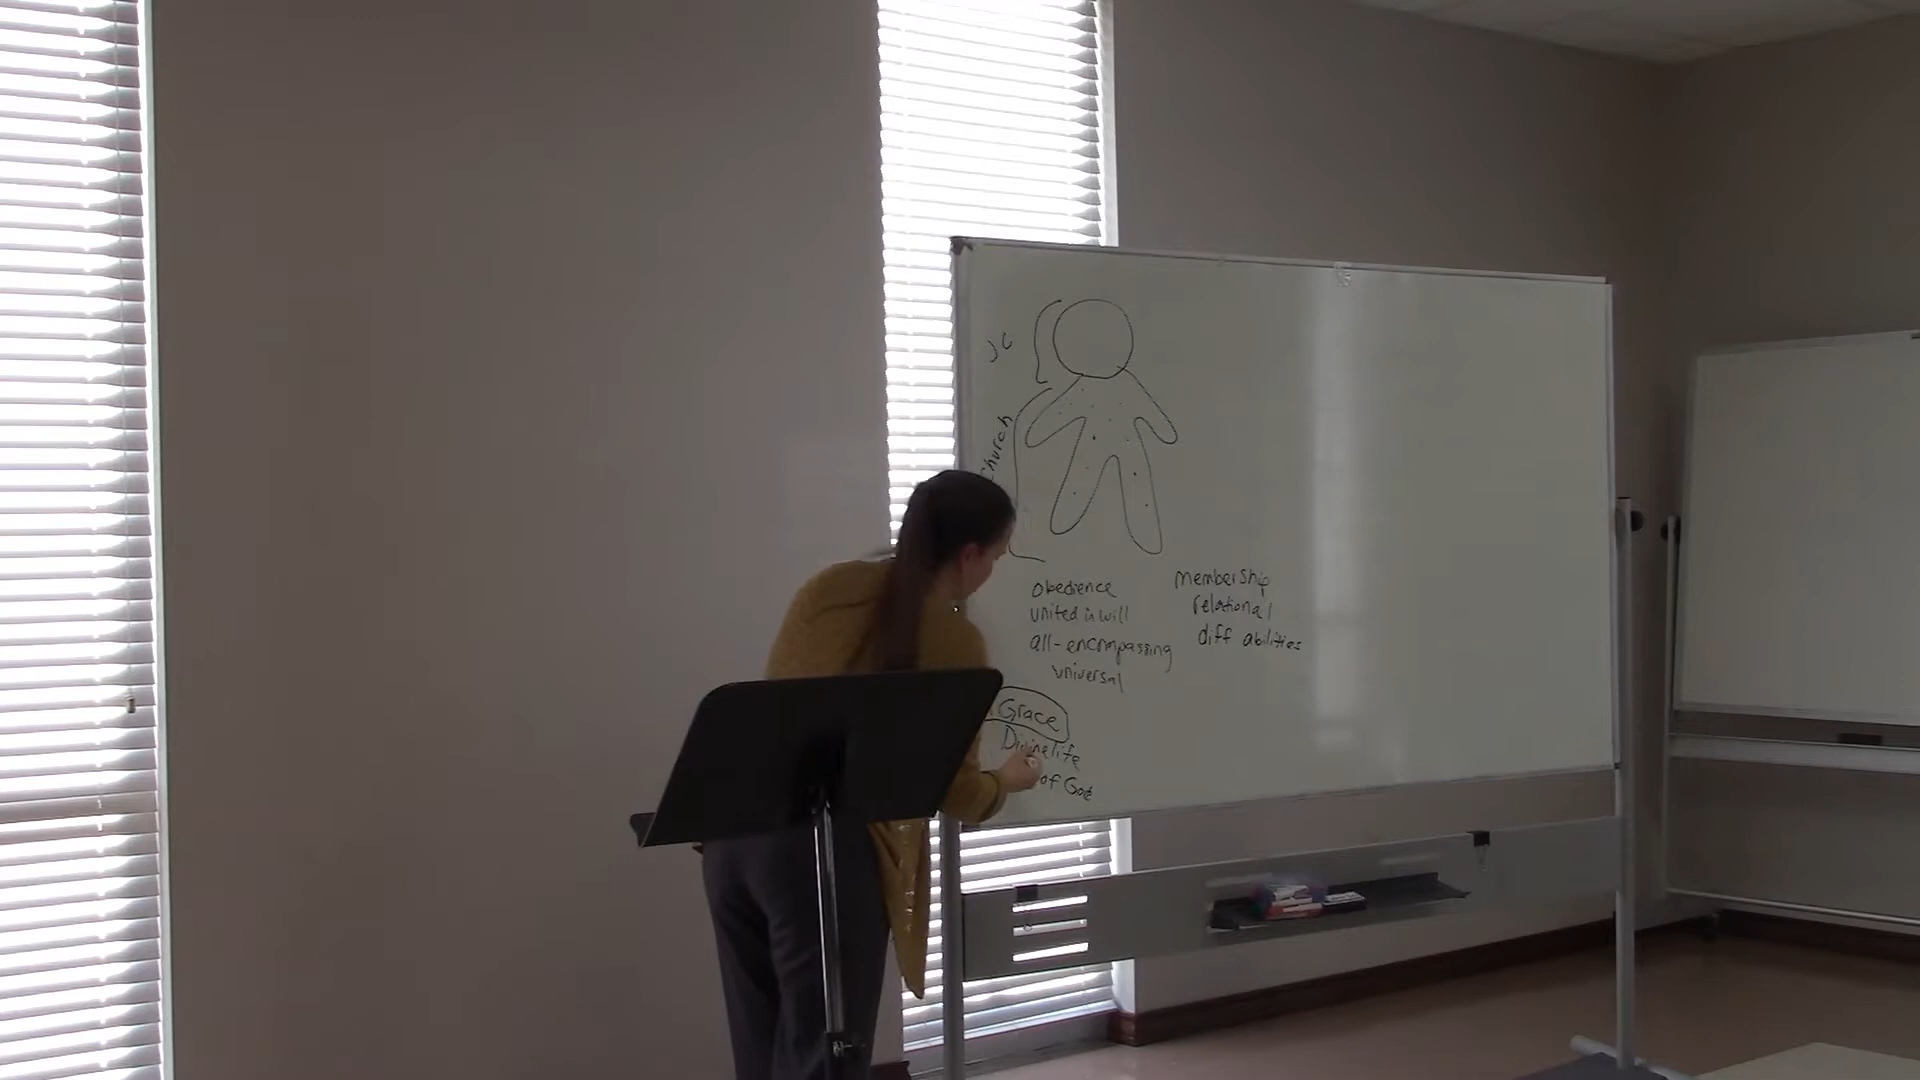 JC
Church
obedience
united in will
all-encompassing
universal
membership
relational
diff abilities
Grace
Divine life
of God